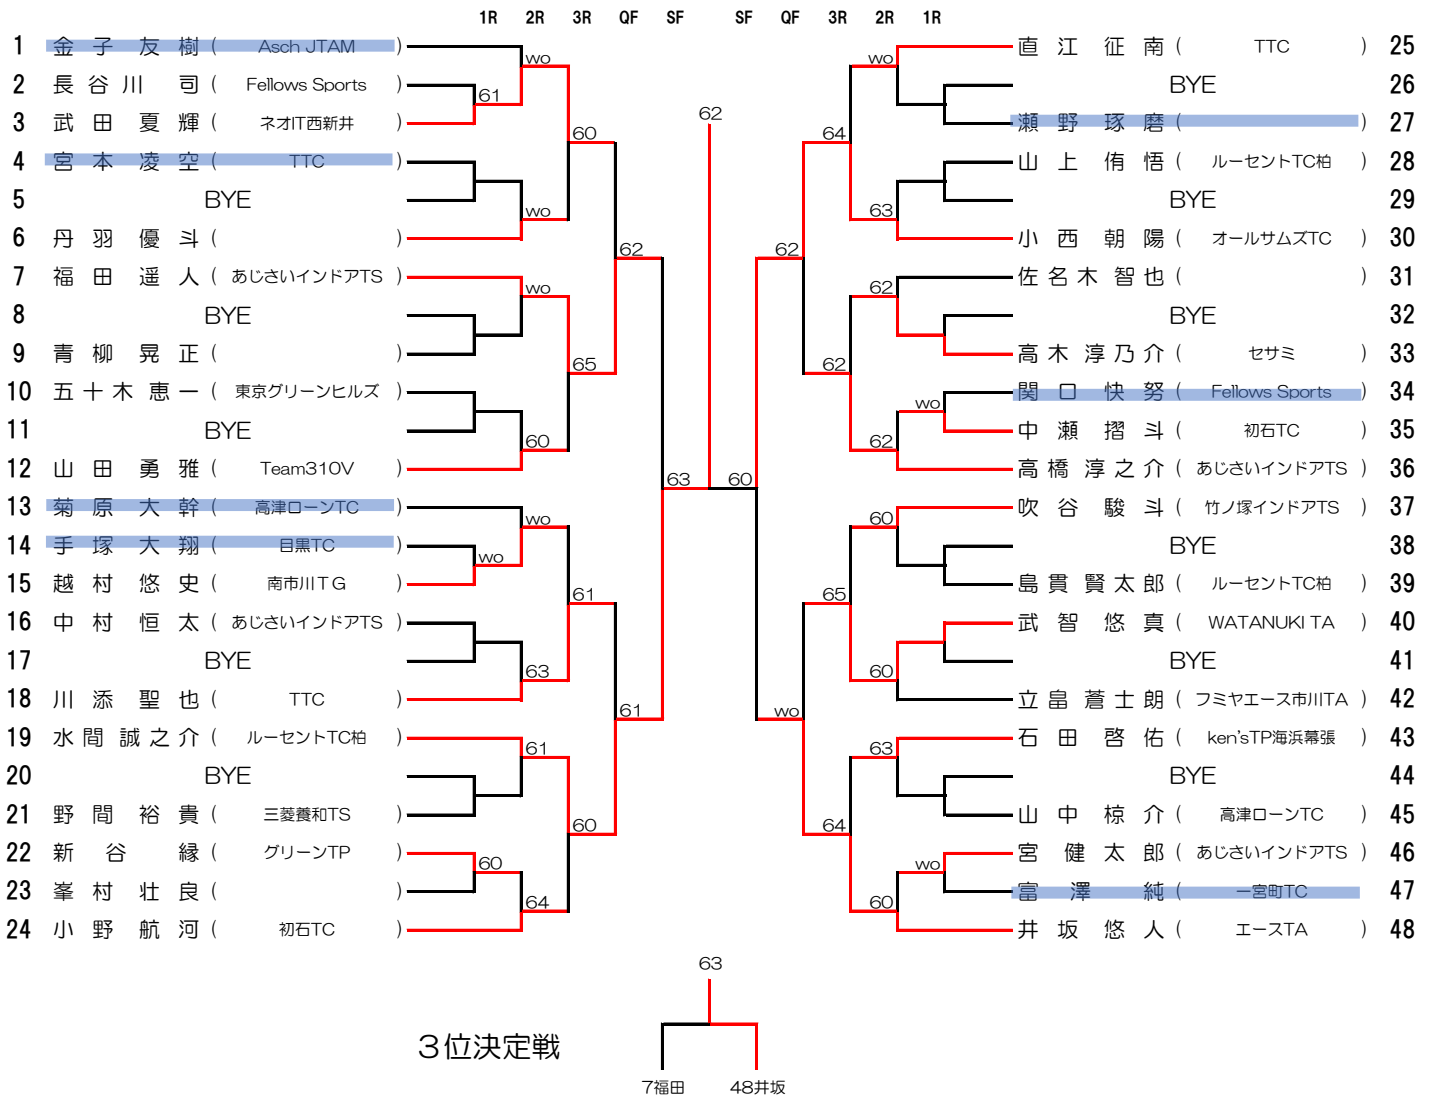 1R 2R 3R QF SF SF QF 3R 2R 1R
1 金子 友樹 ( Asch JTAM )
2 長谷川 司 ( Fellows Sports )
3 武田 夏輝 ( ネオIT西新井 )
4 宮本 凌空 ( TTC )
5 BYE
6 丹羽 優斗 ( )
7 福田 遥人 ( あじさいインドアTS )
8 BYE
9 青柳 晃正 ( )
10 五十木 恵一 ( 東京グリーンヒルズ )
11 BYE
12 山田 勇雅 ( Team310V )
13 菊原 大幹 ( 高津ローンTC )
14 手塚 大翔 ( 目黒TC )
15 越村 悠史 ( 南市川TG )
16 中村 恒太 ( あじさいインドアTS )
17 BYE
18 川添 聖也 ( TTC )
19 水間 誠之介 ( ルーセントTC柏 )
20 BYE
21 野間 裕貴 ( 三菱養和TS )
22 新谷 縁 ( グリーンTP )
23 峯村 壮良 ( )
24 小野 航河 ( 初石TC )
wo
61
60
wo
62
wo
65
60
63
wo
wo
61
63
61
61
60
60
64
62
60
直江 征南 ( TTC ) 25
BYE 26
瀬野 琢磨 ( ) 27
山上 侑悟 ( ルーセントTC柏 ) 28
BYE 29
小西 朝陽 ( オールサムズTC ) 30
佐名木 智也 ( ) 31
BYE 32
高木 淳乃介 ( セサミ ) 33
関口 快努 ( Fellows Sports ) 34
中瀬 摺斗 ( 初石TC ) 35
高橋 淳之介 ( あじさいインドアTS ) 36
吹谷 駿斗 ( 竹ノ塚インドアTS ) 37
BYE 38
島貫 賢太郎 ( ルーセントTC柏 ) 39
武智 悠真 ( WATANUKI TA ) 40
BYE 41
立畠 蒼士朗 ( フミヤエース市川TA ) 42
石田 啓佑 ( ken'sTP海浜幕張 ) 43
BYE 44
山中 椋介 ( 高津ローンTC ) 45
宮 健太郎 ( あじさいインドアTS ) 46
富澤 純 ( 一宮町TC ) 47
井坂 悠人 ( エースTA ) 48
wo
64
63
62
62
62
wo
62
60
65
60
wo
63
64
wo
60
63
3位決定戦
7福田 48井坂